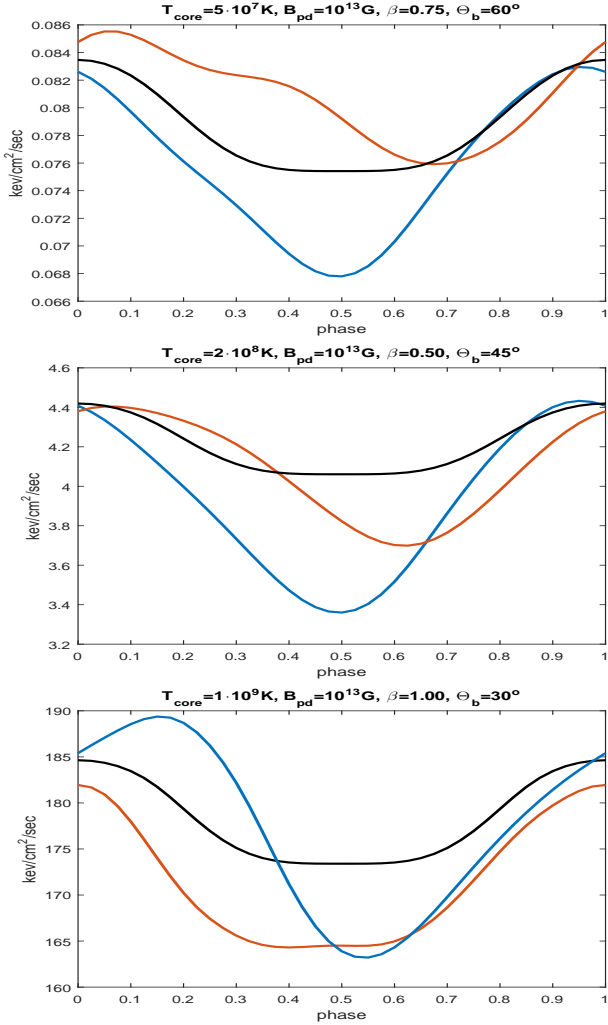 T_core=5·10^7K, B_pd=10^13G, β=0.75, Θ_b=60°
0.086
0.084
0.082
0.08
0.078
0.076
0.074
0.072
0.07
0.068
0.066
kev/cm^2/sec
0 0.1 0.2 0.3 0.4 0.5 0.6 0.7 0.8 0.9 1
phase
T_core=2·10^8K, B_pd=10^13G, β=0.50, Θ_b=45°
4.6
4.4
4.2
4
3.8
3.6
3.4
3.2
kev/cm^2/sec
0 0.1 0.2 0.3 0.4 0.5 0.6 0.7 0.8 0.9 1
phase
T_core=1·10^9K, B_pd=10^13G, β=1.00, Θ_b=30°
190
185
180
175
170
165
160
kev/cm^2/sec
0 0.1 0.2 0.3 0.4 0.5 0.6 0.7 0.8 0.9 1
phase